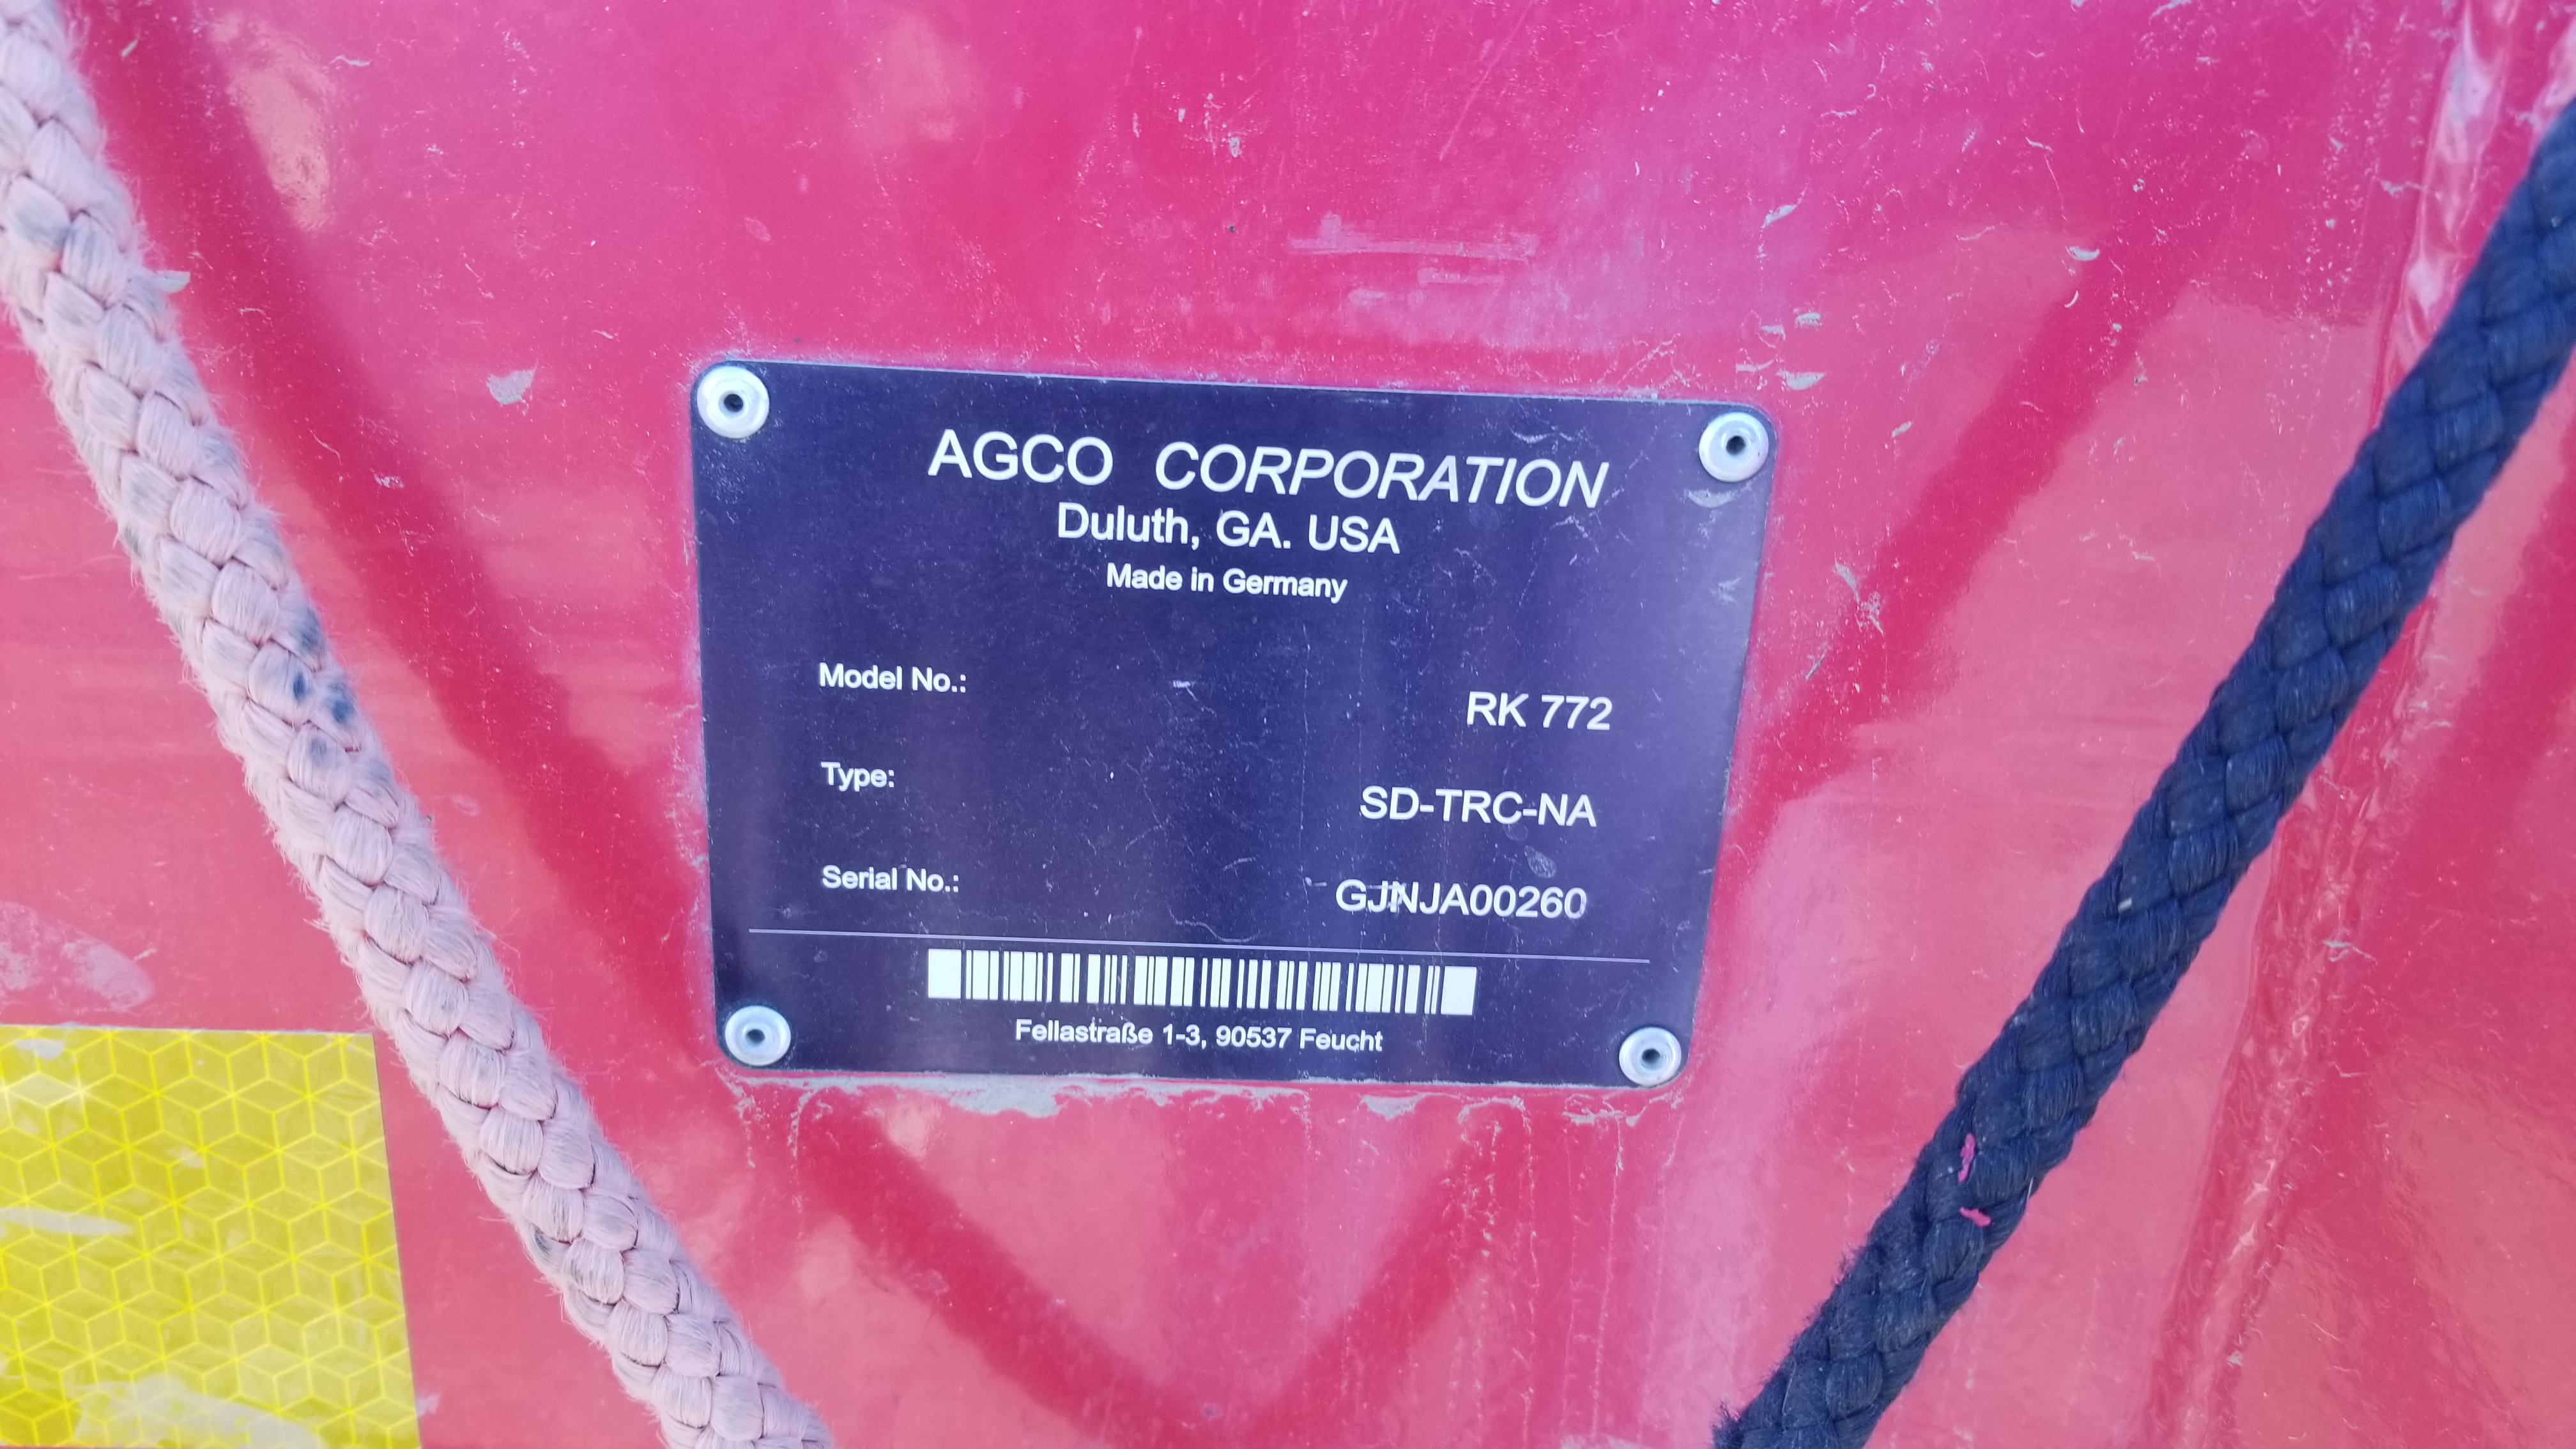 AGCO CORPORATION
Duluth, GA. USA
Made in Germany
Model No.: RK 772
Type: SD-TRC-NA
Serial No.: GJNJA00260
Fellastraße 1-3, 90537 Feucht